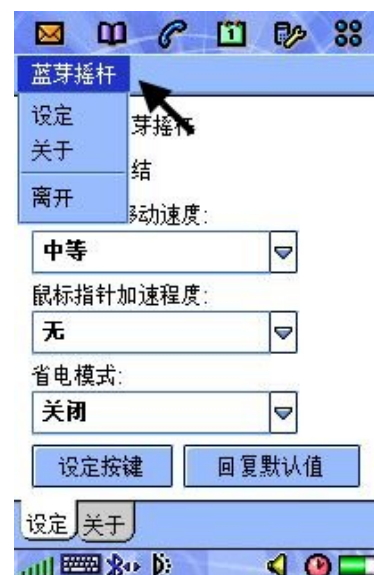 蓝芽摇杆
设定
芽摇杆
关于
结
离开
移动速度:
中等
鼠标指针加速程度:
无
省电模式:
关闭
设定按键
回复默认值
设定
关于